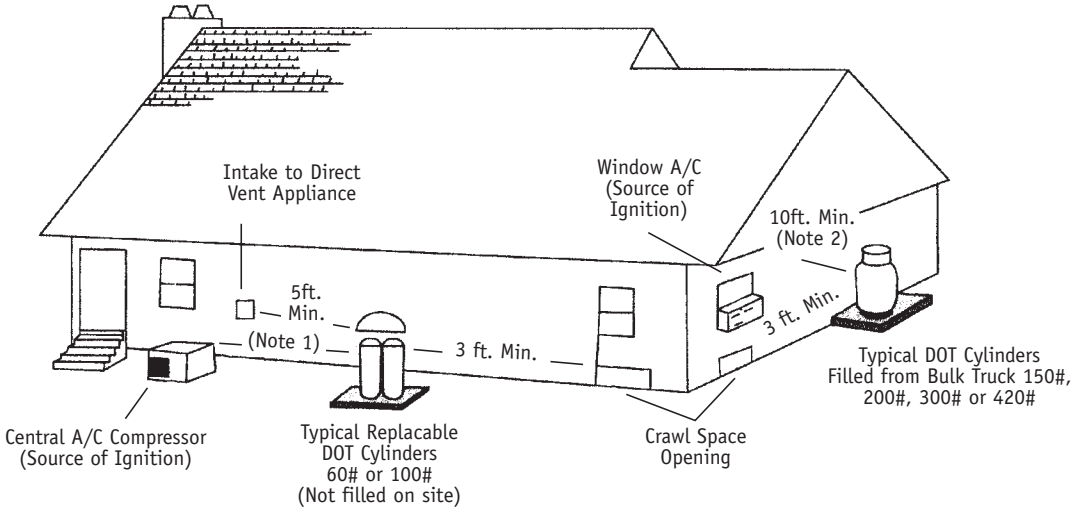 Intake to Direct
Vent Appliance
Window A/C
(Source of
Ignition)
10ft. Min.
(Note 2)
5ft.
Min.
(Note 1)
3 ft. Min.
3 ft. Min.
Central A/C Compressor
(Source of Ignition)
Typical Replacable
DOT Cylinders
60# or 100#
(Not filled on site)
Crawl Space
Opening
Typical DOT Cylinders
Filled from Bulk Truck 150#,
200#, 300# or 420#